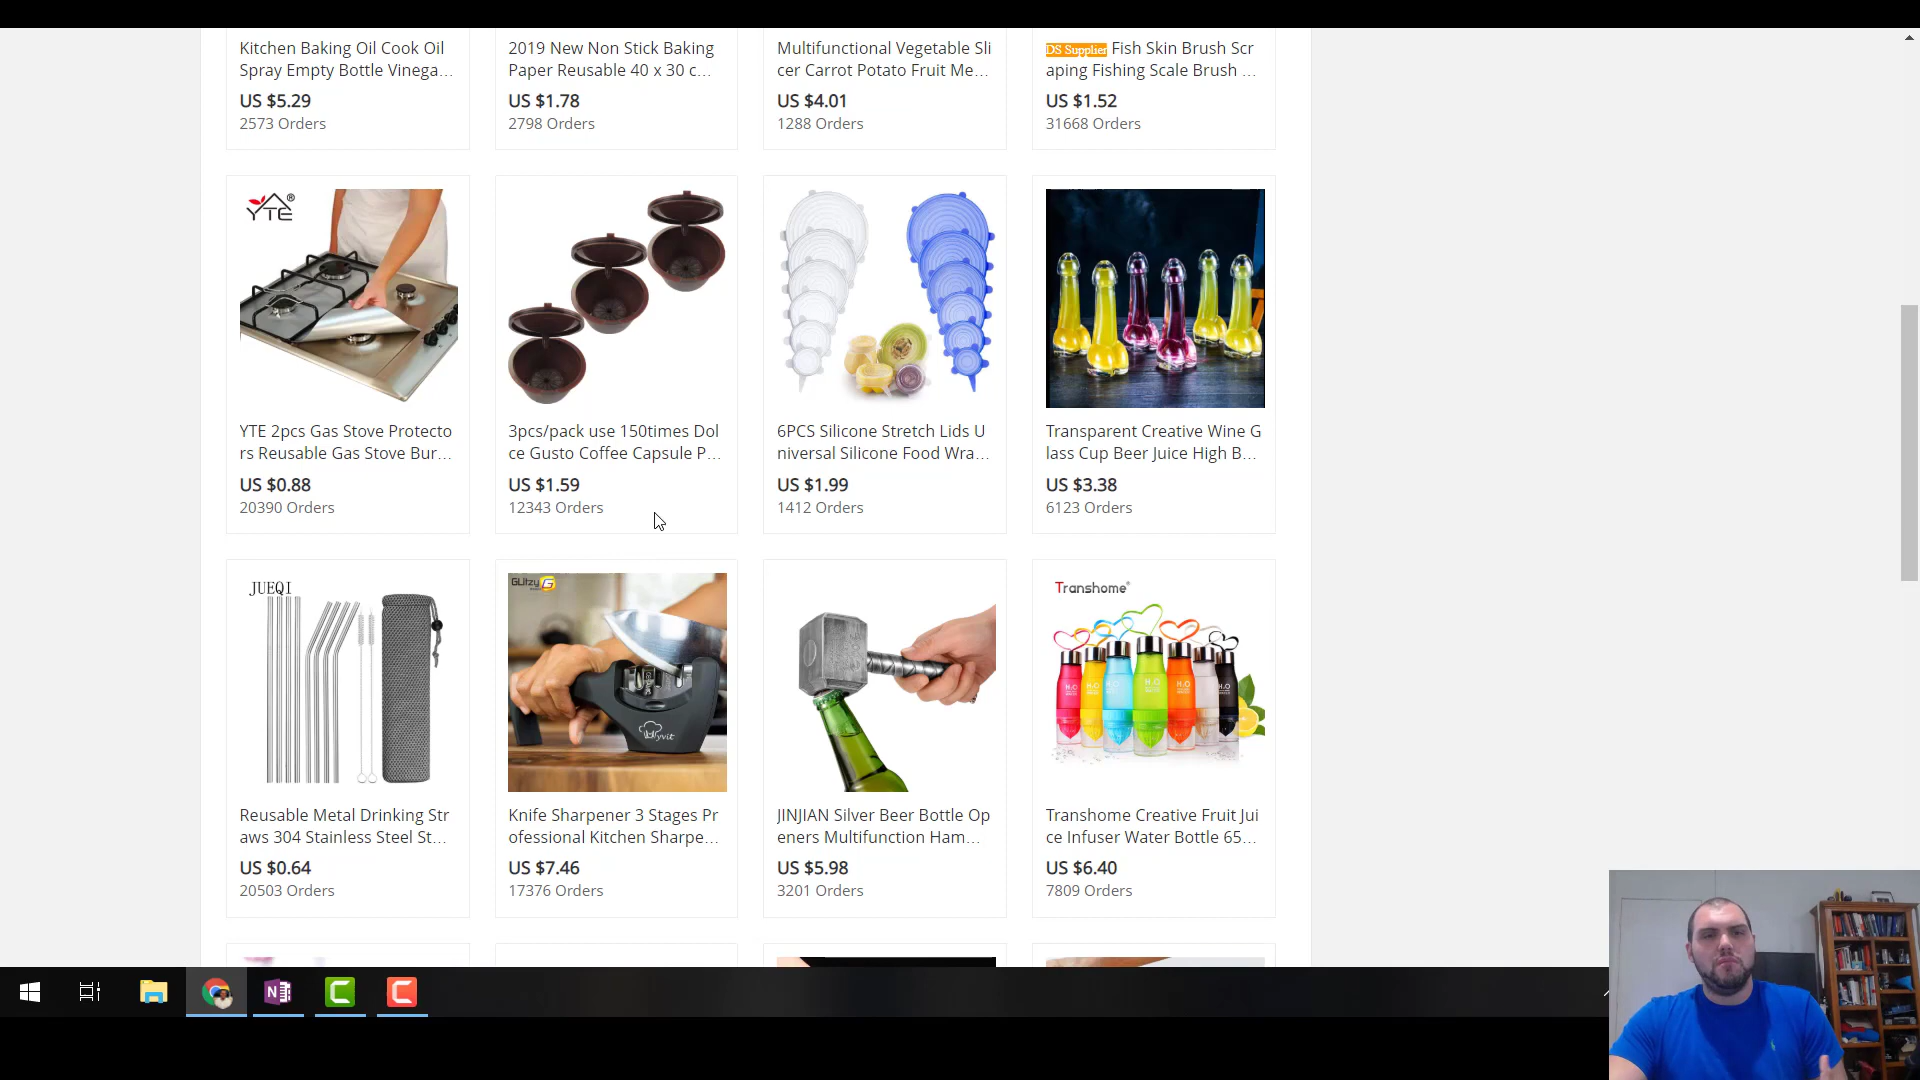 Kitchen Baking Oil Cook Oil
Spray Empty Bottle Vinega...
US $5.29
2573 Orders
2019 New Non Stick Baking
Paper Reusable 40 x 30 c...
US $1.78
2798 Orders
Multifunctional Vegetable Sli
cer Carrot Potato Fruit Me...
US $4.01
1288 Orders
DS Supplier Fish Skin Brush Scr
aping Fishing Scale Brush ...
US $1.52
31668 Orders
YTE®
YTE 2pcs Gas Stove Protecto
rs Reusable Gas Stove Bur...
US $0.88
20390 Orders
3pcs/pack use 150times Dol
ce Gusto Coffee Capsule P...
US $1.59
12343 Orders
6PCS Silicone Stretch Lids U
niversal Silicone Food Wra...
US $1.99
1412 Orders
Transparent Creative Wine G
lass Cup Beer Juice High B...
US $3.38
6123 Orders
JUEQI
Reusable Metal Drinking Str
aws 304 Stainless Steel St...
US $0.64
20503 Orders
GLitzy G
Knife Sharpener 3 Stages Pr
ofessional Kitchen Sharpe...
US $7.46
17376 Orders
JINJIAN Silver Beer Bottle Op
eners Multifunction Ham...
US $5.98
3201 Orders
Transhome®
H2O
H2O
H2O
Transhome Creative Fruit Jui
ce Infuser Water Bottle 65...
US $6.40
7809 Orders